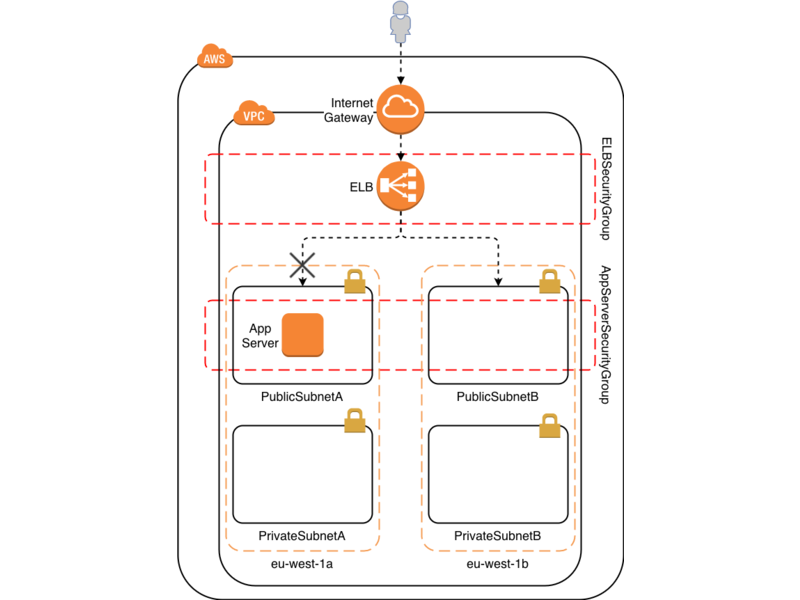 AWS
Internet
Gateway
VPC
ELB
ELBSecurityGroup
App
Server
AppServerSecurityGroup
PublicSubnetA
PublicSubnetB
PrivateSubnetA
PrivateSubnetB
eu-west-1a
eu-west-1b